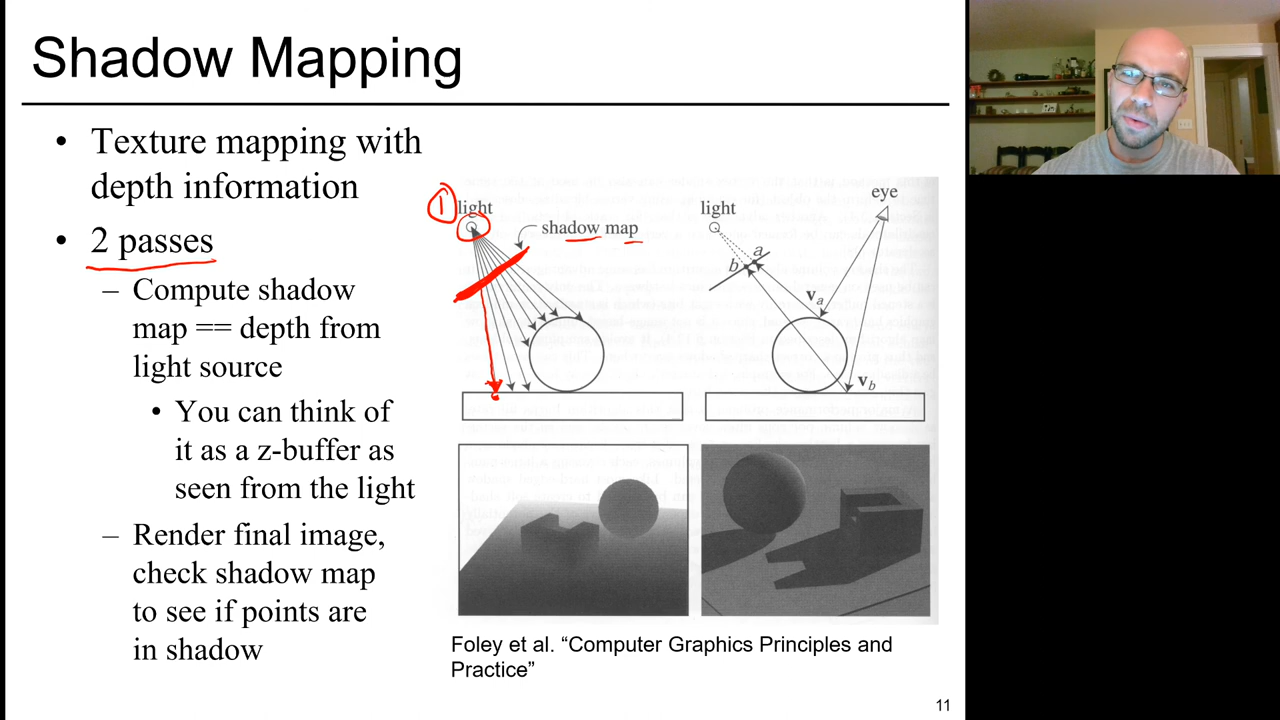 Shadow Mapping
• Texture mapping with
depth information
• 2 passes
– Compute shadow
map == depth from
light source
• You can think of
it as a z-buffer as
seen from the light
– Render final image,
check shadow map
to see if points are
in shadow
1
light
shadow map
light
eye
a
b
va
vb
Foley et al. “Computer Graphics Principles and
Practice”
11